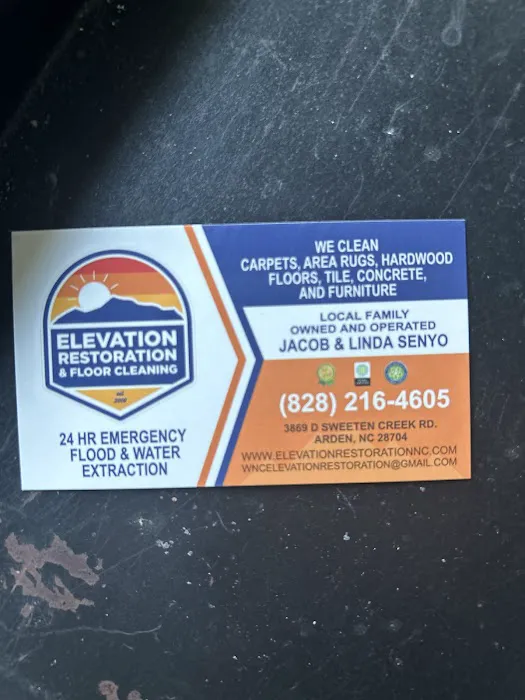 ELEVATION
RESTORATION
& FLOOR CLEANING
24 HR EMERGENCY
FLOOD & WATER
EXTRACTION
WE CLEAN
CARPETS, AREA RUGS, HARDWOOD
FLOORS, TILE, CONCRETE,
AND FURNITURE
LOCAL FAMILY
OWNED AND OPERATED
JACOB & LINDA SENYO
(828) 216-4605
3869 D SWEETEN CREEK RD.
ARDEN, NC 28704
WWW.ELEVATIONRESTORATIONNC.COM
WNCELEVATIONRESTORATION@GMAIL.COM